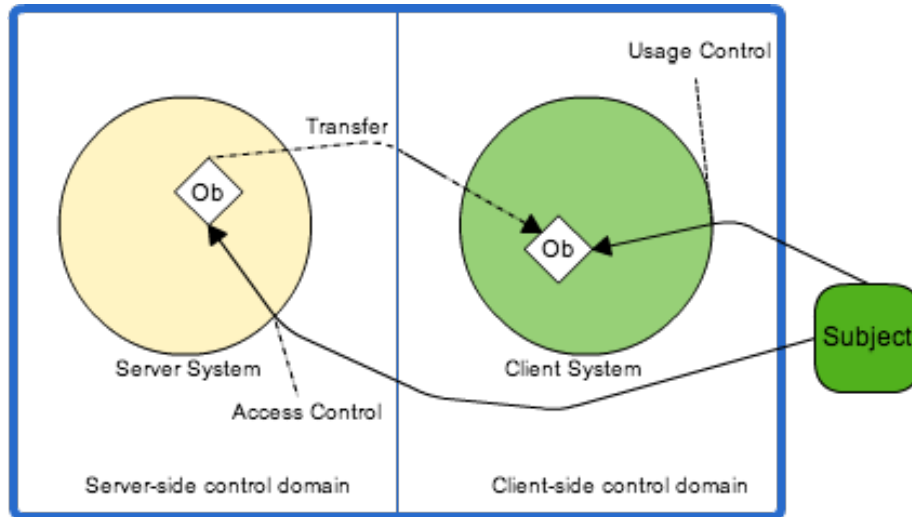 Usage Control
Transfer
Ob
Ob
Subject
Server System
Client System
Access Control
Server-side control domain
Client-side control domain